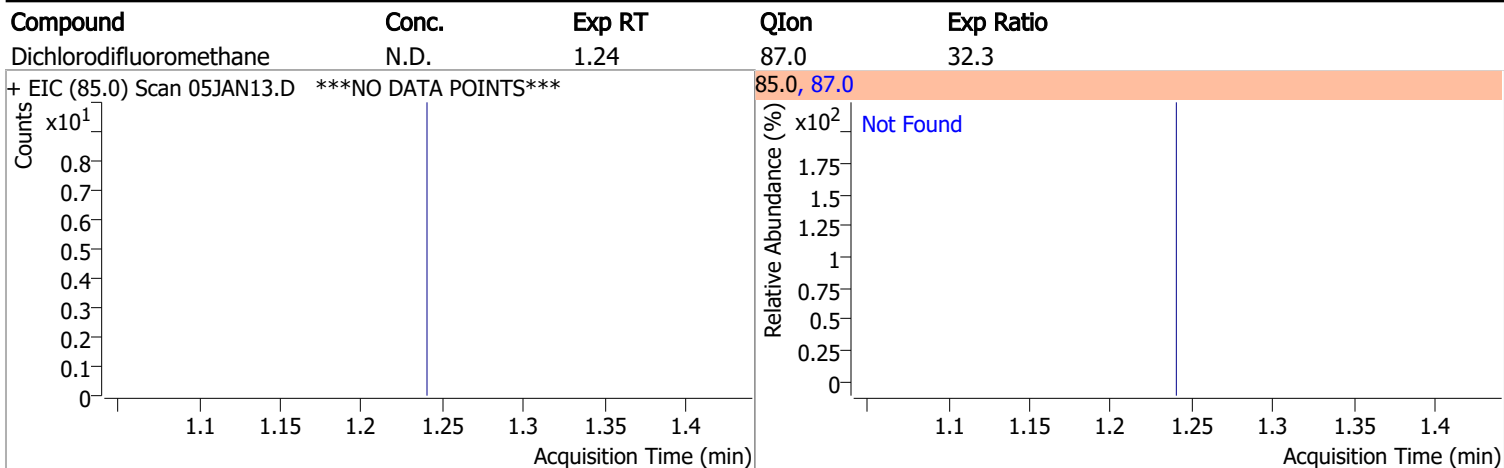 Compound Conc. Exp RT QIon Exp Ratio
Dichlorodifluoromethane N.D. 1.24 87.0 32.3
+ EIC (85.0) Scan 05JAN13.D ***NO DATA POINTS***
Counts
x10¹
0.8
0.7
0.6
0.5
0.4
0.3
0.2
0.1
0
1.1 1.15 1.2 1.25 1.3 1.35 1.4
Acquisition Time (min)
85.0, 87.0
Relative Abundance (%)
x10²
Not Found
1.75
1.5
1.25
1
0.75
0.5
0.25
0
1.1 1.15 1.2 1.25 1.3 1.35 1.4
Acquisition Time (min)